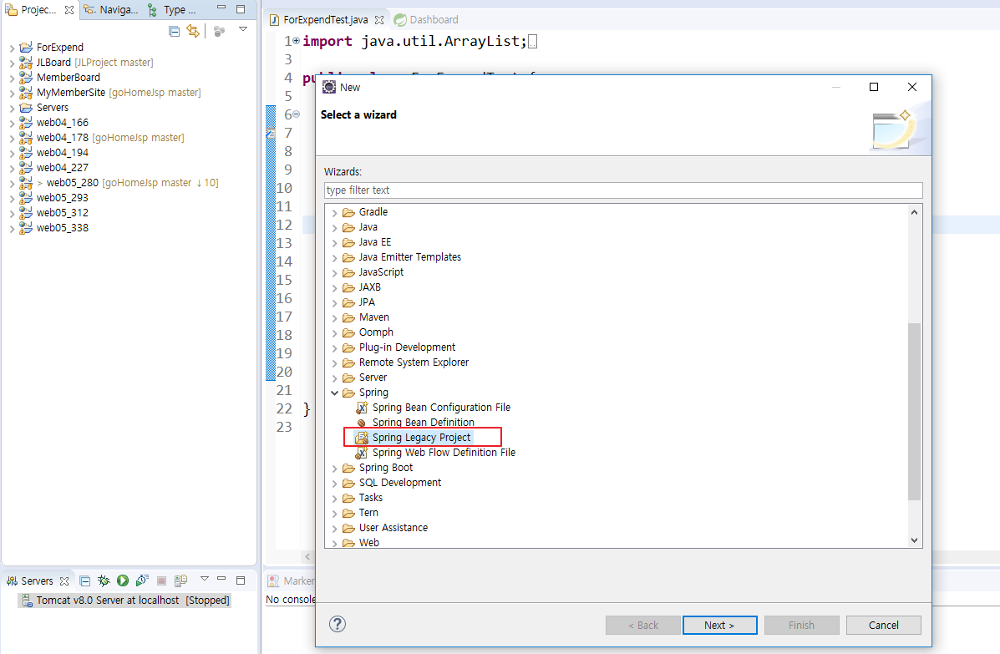 Projec...
Naviga...
Type ...
ForExpend
JLBoard [JLProject master]
MemberBoard
MyMemberSite [goHomeJsp master]
Servers
web04_166
web04_178 [goHomeJsp master]
web04_194
web04_227
> web05_280 [goHomeJsp master ↓10]
web05_293
web05_312
web05_338
Servers
Tomcat v8.0 Server at localhost [Stopped]
ForExpendTest.java
Dashboard
1 import java.util.ArrayList;
3
4
5
6
7
8
9
10
11
12
13
14
15
16
17
18
19
20
21
22 }
23
Marker
No console
New
Select a wizard
Wizards:
type filter text
Gradle
Java
Java EE
Java Emitter Templates
JavaScript
JAXB
JPA
Maven
Oomph
Plug-in Development
Remote System Explorer
Server
Spring
Spring Bean Configuration File
Spring Bean Definition
Spring Legacy Project
Spring Web Flow Definition File
Spring Boot
SQL Development
Tasks
Tern
User Assistance
Web
?
< Back
Next >
Finish
Cancel